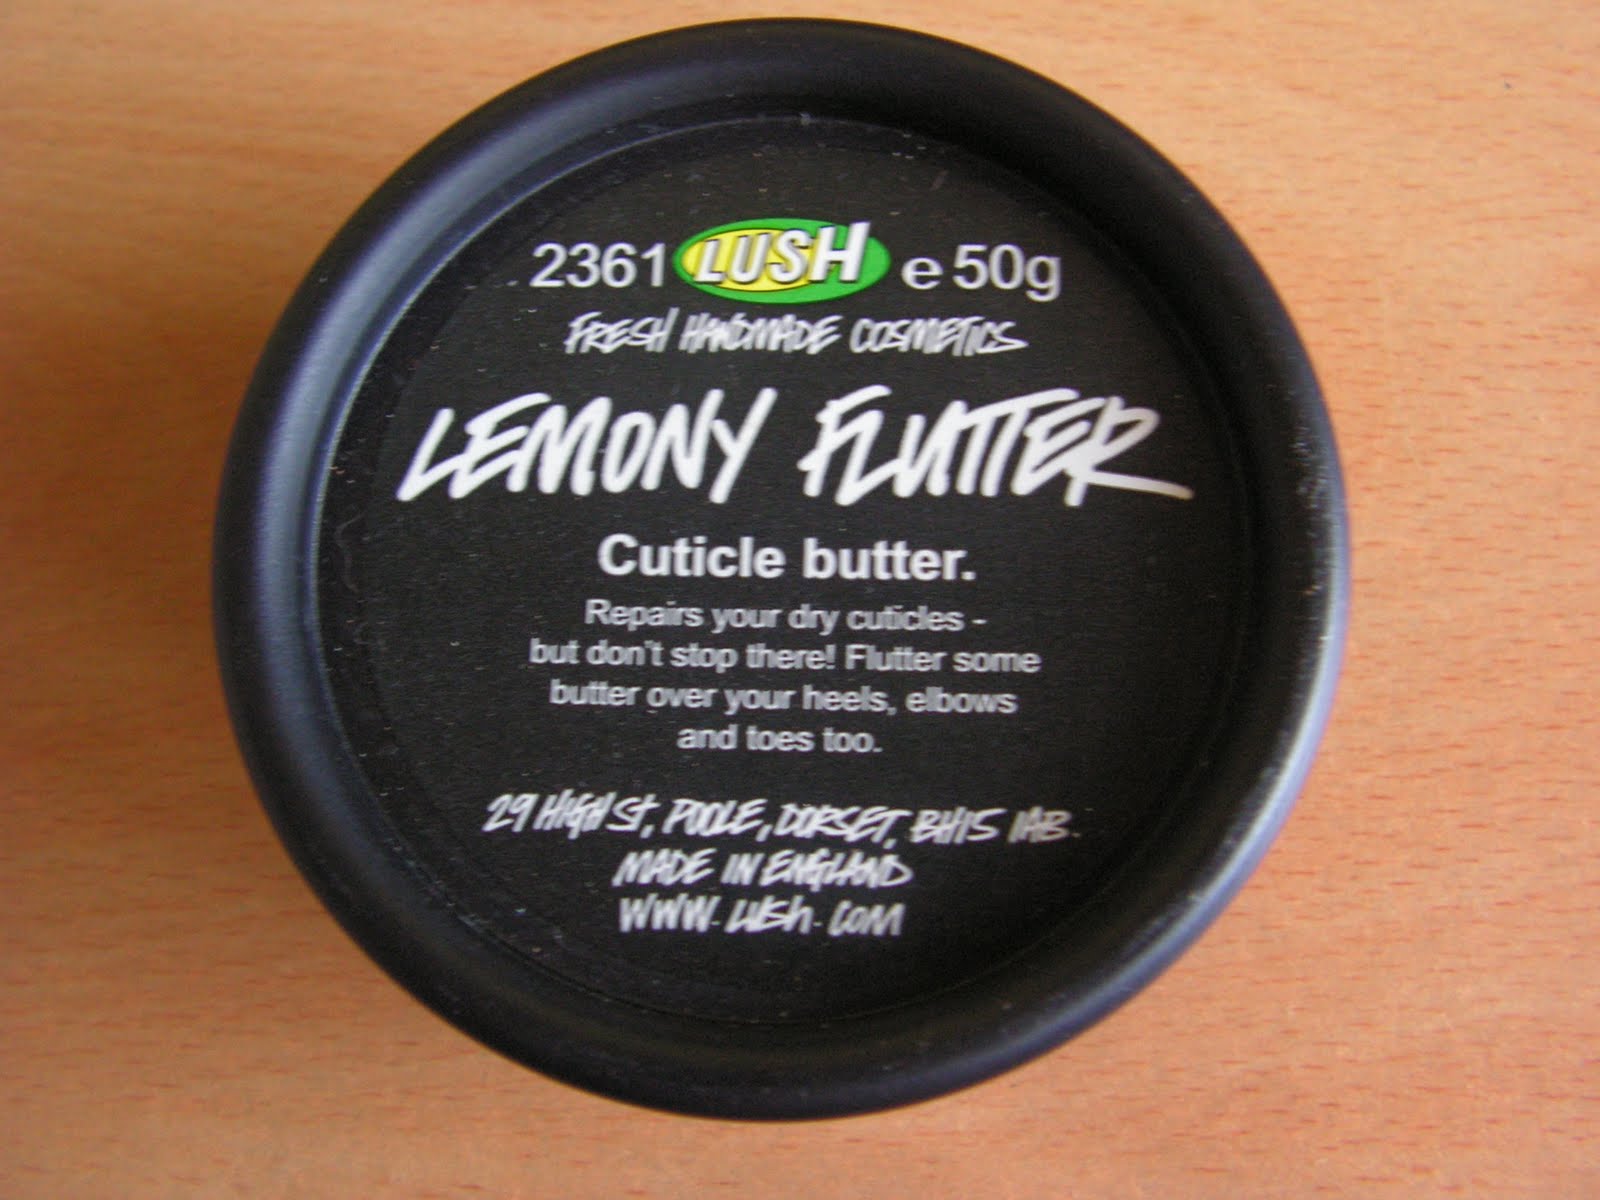 2361 LUSH e 50g
FRESH HANDMADE COSMETICS
LEMONY FLUTTER
Cuticle butter.
Repairs your dry cuticles -
but don't stop there! Flutter some
butter over your heels, elbows
and toes too.
29 HIGH ST, POOLE, DORSET, BH15 1AB.
MADE IN ENGLAND
WWW.LUSH.COM